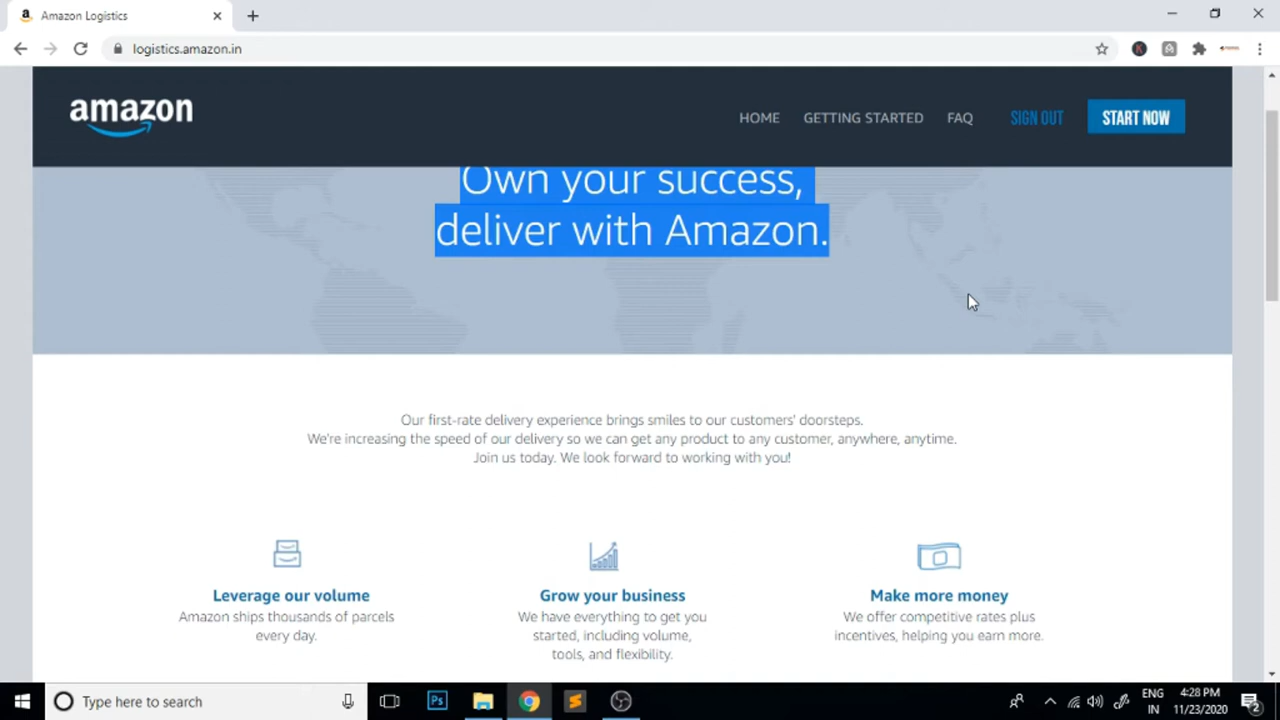 Amazon Logistics
logistics.amazon.in
amazon
HOME GETTING STARTED FAQ SIGN OUT START NOW
Own your success,
deliver with Amazon.
Our first-rate delivery experience brings smiles to our customers' doorsteps.
We're increasing the speed of our delivery so we can get any product to any customer, anywhere, anytime.
Join us today. We look forward to working with you!
Leverage our volume
Amazon ships thousands of parcels
every day.
Grow your business
We have everything to get you
started, including volume,
tools, and flexibility.
Make more money
We offer competitive rates plus
incentives, helping you earn more.
Type here to search
Ps
ENG
IN
4:28 PM
11/23/2020
2